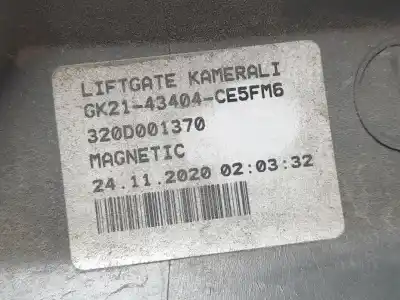 LIFTGATE KAMERALI
GK21-43404-CE5FM6
320D001370
MAGNETIC
24.11.2020 02:03:32